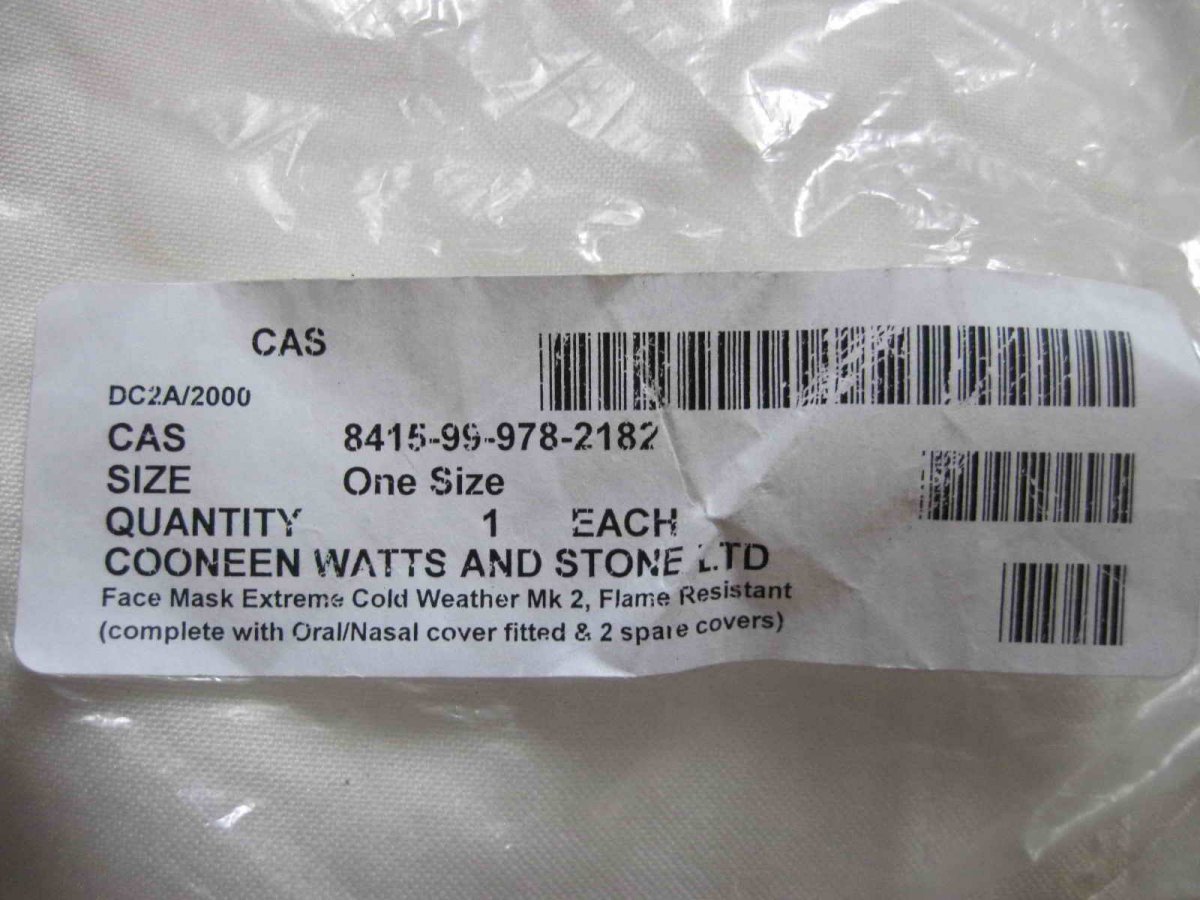 CAS
DC2A/2000
CAS 8415-99-978-2182
SIZE One Size
QUANTITY 1 EACH
COONEEN WATTS AND STONE LTD
Face Mask Extreme Cold Weather Mk 2, Flame Resistant
(complete with Oral/Nasal cover fitted & 2 spare covers)